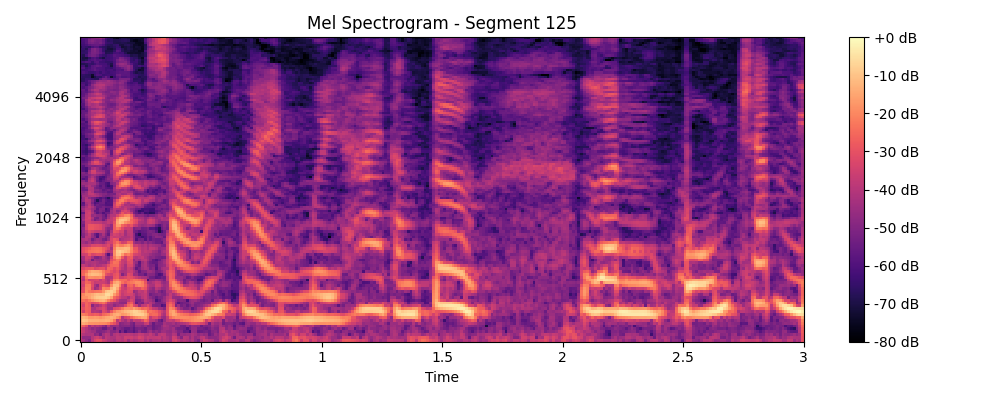 Mel Spectrogram - Segment 125
Frequency
4096
2048
1024
512
0
0
0.5
1
1.5
2
2.5
3
Time
+0 dB
-10 dB
-20 dB
-30 dB
-40 dB
-50 dB
-60 dB
-70 dB
-80 dB